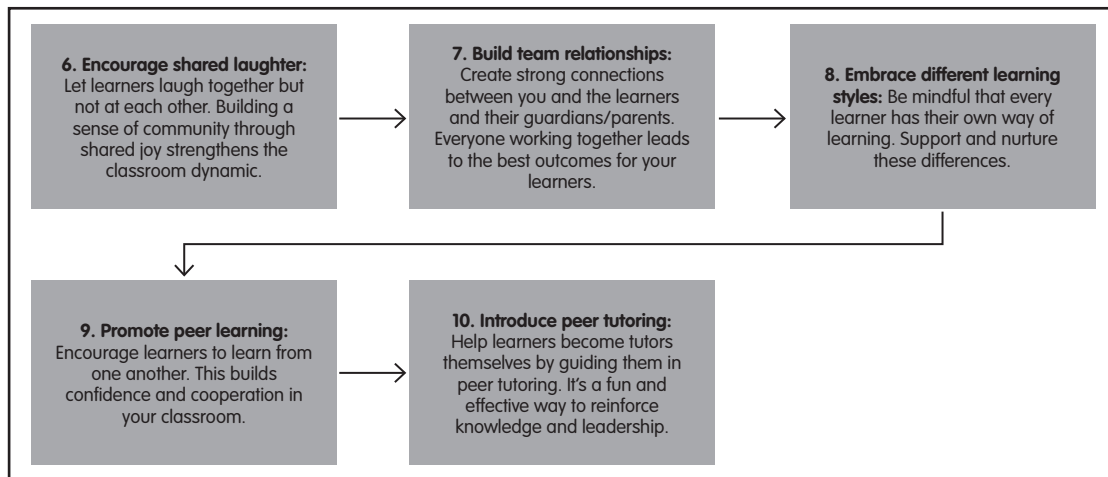 6. Encourage shared laughter:
Let learners laugh together but
not at each other. Building a
sense of community through
shared joy strengthens the
classroom dynamic.
7. Build team relationships:
Create strong connections
between you and the learners
and their guardians/parents.
Everyone working together leads
to the best outcomes for your
learners.
8. Embrace different learning
styles: Be mindful that every
learner has their own way of
learning. Support and nurture
these differences.
9. Promote peer learning:
Encourage learners to learn from
one another. This builds
confidence and cooperation in
your classroom.
10. Introduce peer tutoring:
Help learners become tutors
themselves by guiding them in
peer tutoring. It’s a fun and
effective way to reinforce
knowledge and leadership.